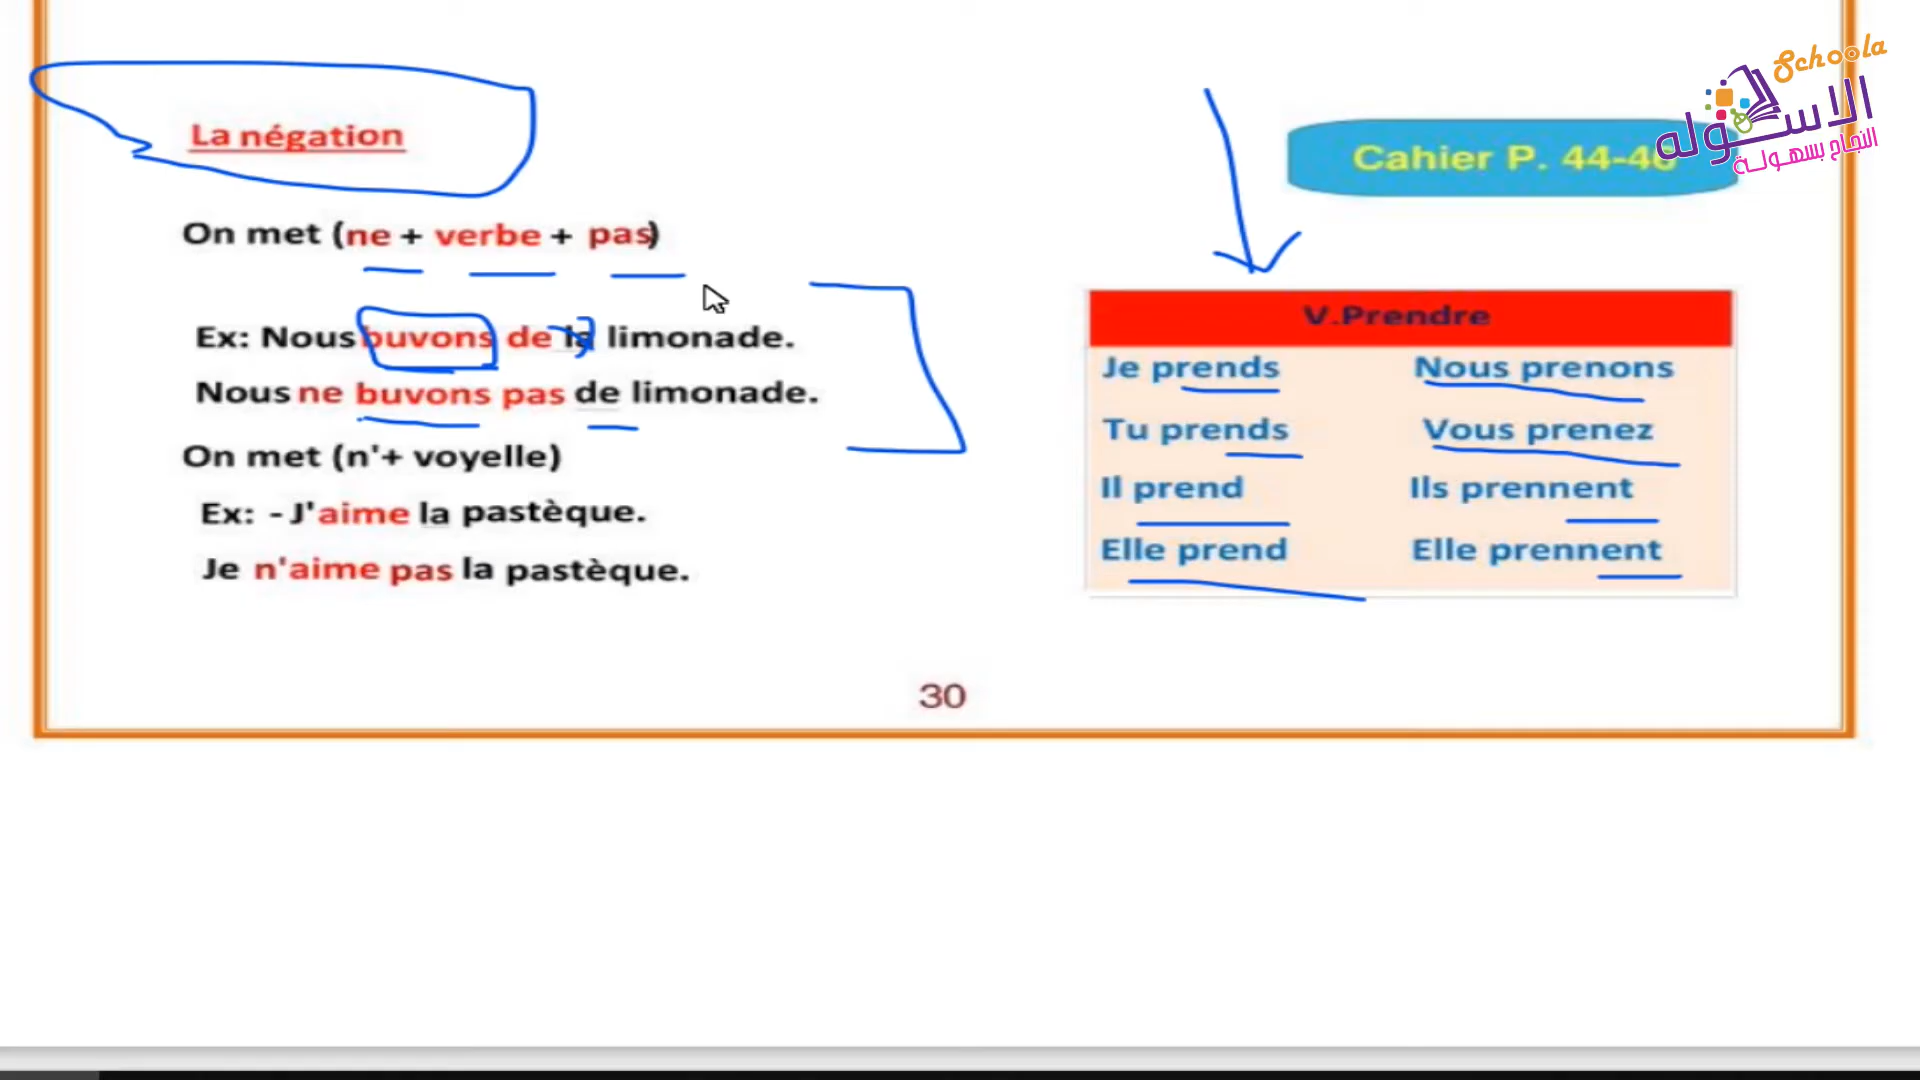 Schoola
الاسكوله
النجاح بسهولة
La négation
Cahier P. 44-46
On met (ne + verbe + pas)
Ex: Nous buvons de la limonade.
Nous ne buvons pas de limonade.
On met (n'+ voyelle)
Ex: - J'aime la pastèque.
Je n'aime pas la pastèque.
V.Prendre
Je prends Nous prenons
Tu prends Vous prenez
Il prend Ils prennent
Elle prend Elle prennent
30